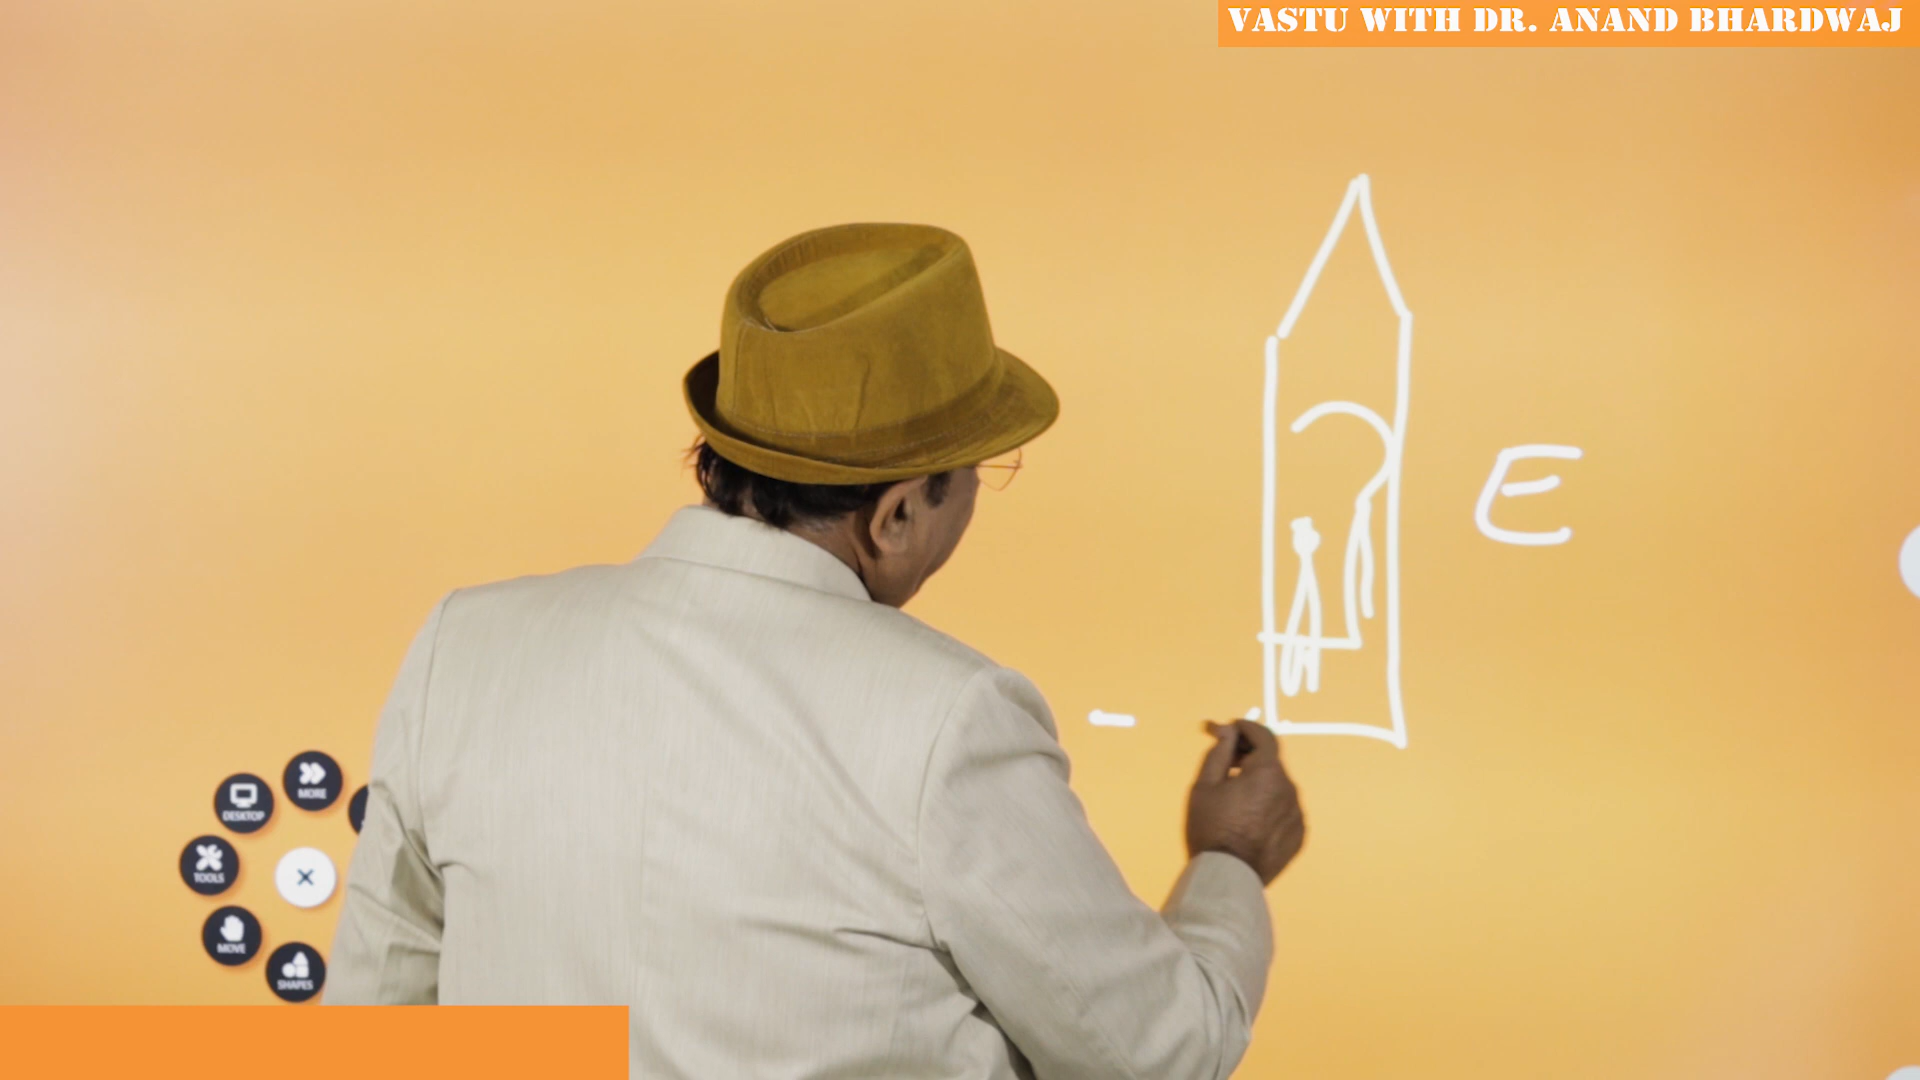 VASTU WITH DR. ANAND BHARDWAJ
E
MORE
DESKTOP
TOOLS
MOVE
SHAPES